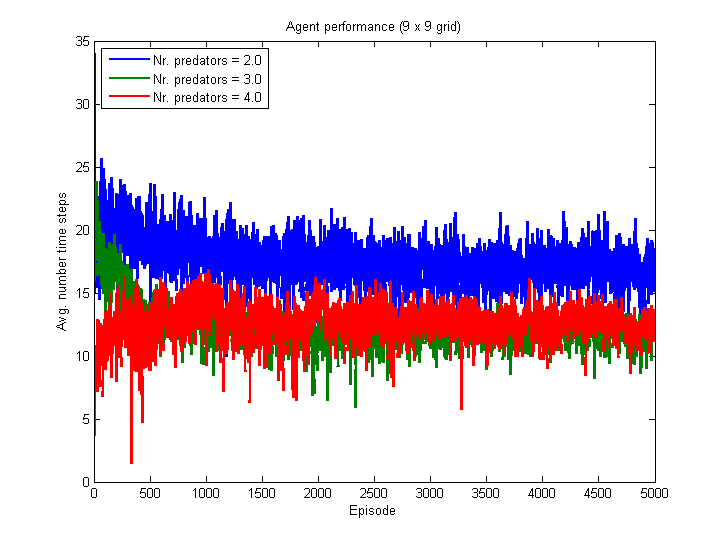 Agent performance (9 x 9 grid)
35
30
25
20
15
10
5
0
Nr. predators = 2.0
Nr. predators = 3.0
Nr. predators = 4.0
Avg. number time steps
0 500 1000 1500 2000 2500 3000 3500 4000 4500 5000
Episode